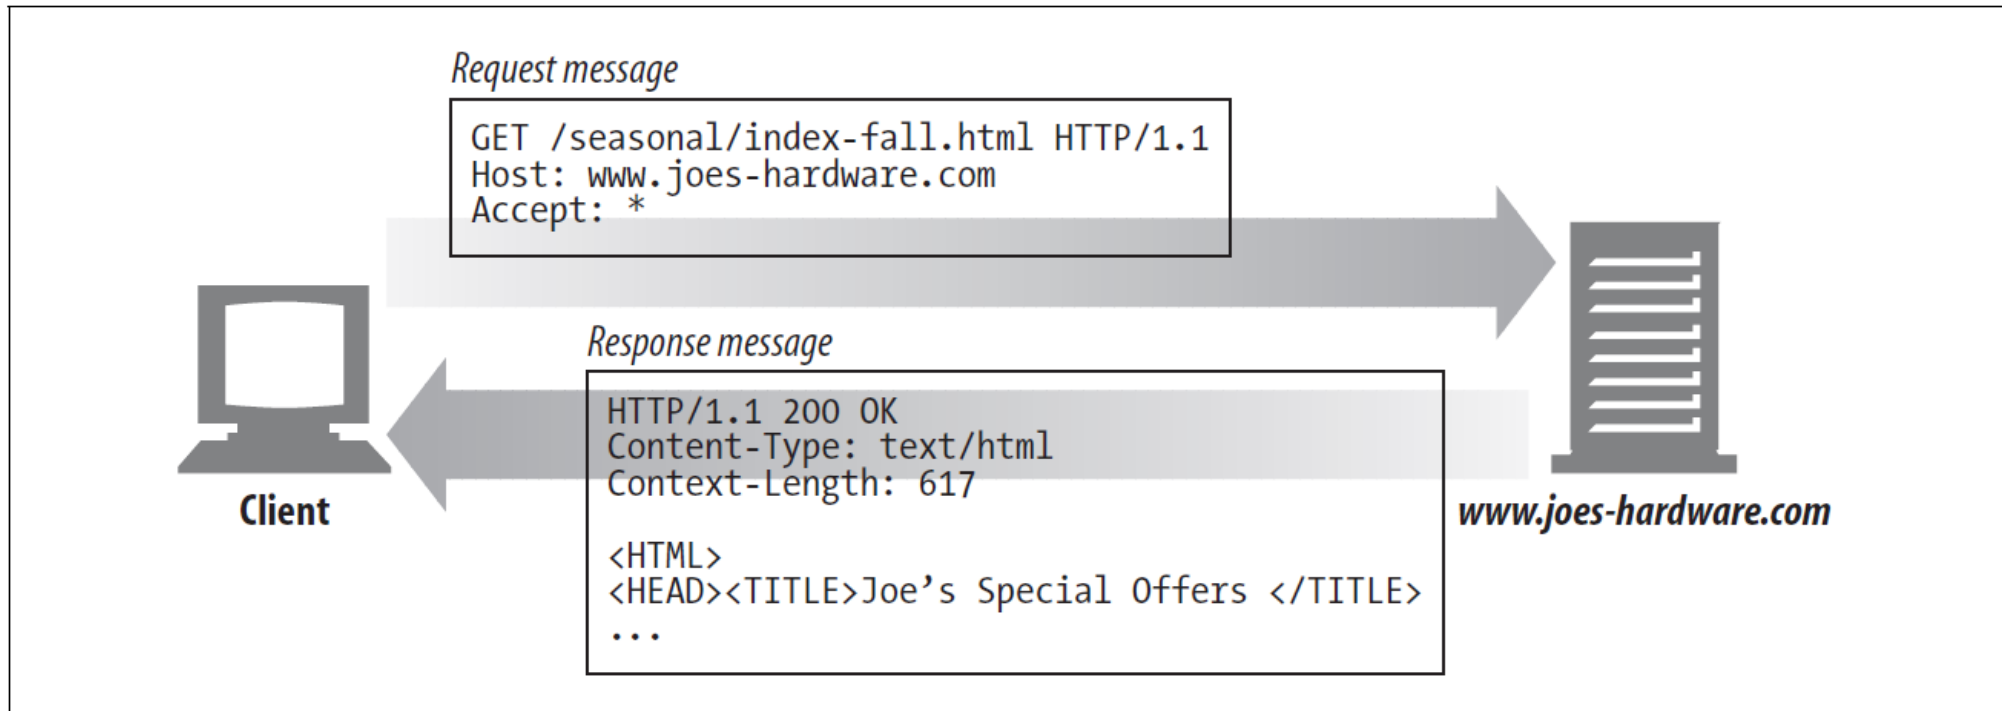 Request message
GET /seasonal/index-fall.html HTTP/1.1
Host: www.joes-hardware.com
Accept: *
Response message
HTTP/1.1 200 OK
Content-Type: text/html
Context-Length: 617
<HTML>
<HEAD><TITLE>Joe’s Special Offers </TITLE>
...
Client
www.joes-hardware.com